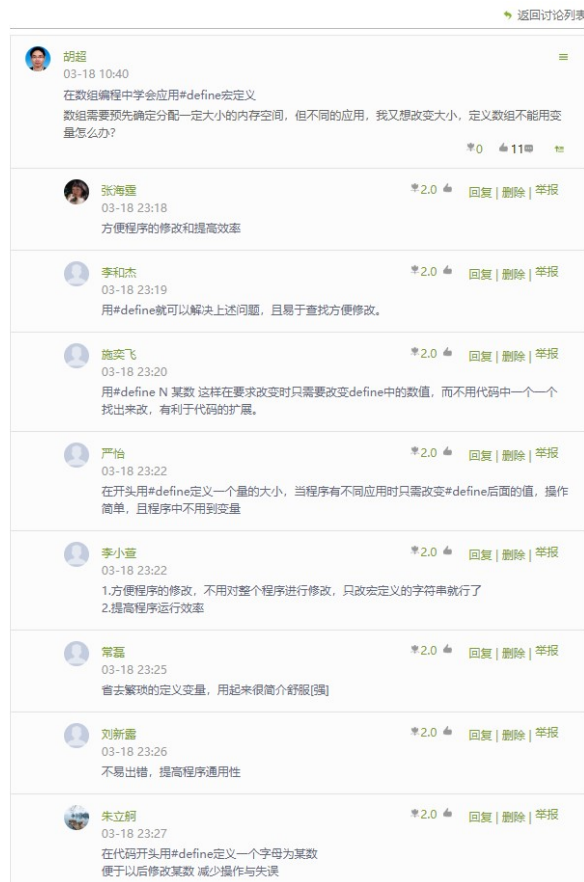 返回讨论列表
胡超
03-18 10:40
在数组编程中学会应用#define宏定义
数组需要预先确定分配一定大小的内存空间，但不同的应用，我又想改变大小，定义数组不能用变
量怎么办？
0 11
张海霆 2.0 回复 | 删除 | 举报
03-18 23:18
方便程序的修改和提高效率
李和杰 2.0 回复 | 删除 | 举报
03-18 23:19
用#define就可以解决上述问题，且易于查找方便修改。
施奕飞 2.0 回复 | 删除 | 举报
03-18 23:20
用#define N 某数 这样在要求改变时只需要改变define中的数值，而不用代码中一个一个
找出来改，有利于代码的扩展。
严怡 2.0 回复 | 删除 | 举报
03-18 23:22
在开头用#define定义一个量的大小，当程序有不同应用时只需改变#define后面的值，操作
简单，且程序中不用到变量
李小萱 2.0 回复 | 删除 | 举报
03-18 23:22
1.方便程序的修改，不用对整个程序进行修改，只改宏定义的字符串就行了
2.提高程序运行效率
常磊 2.0 回复 | 删除 | 举报
03-18 23:25
省去繁琐的定义变量，用起来很简介舒服[强]
刘新露 2.0 回复 | 删除 | 举报
03-18 23:26
不易出错，提高程序通用性
朱立舸 2.0 回复 | 删除 | 举报
03-18 23:27
在代码开头用#define定义一个字母为某数
便于以后修改某数 减少操作与失误